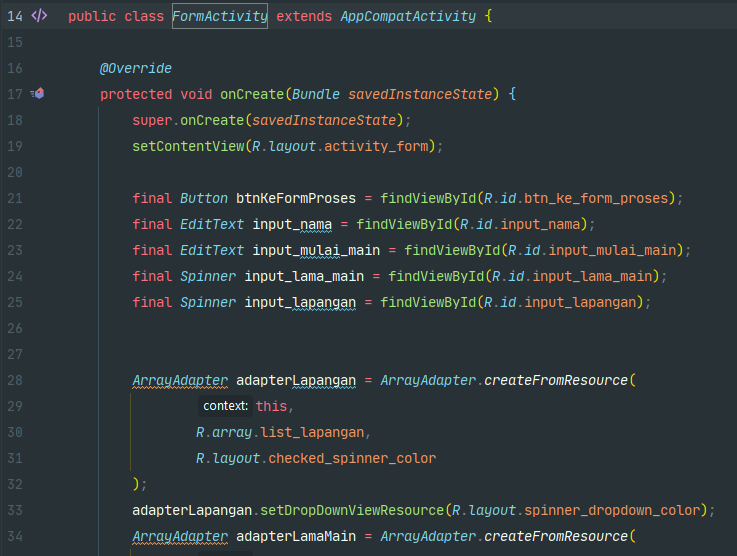 14 public class FormActivity extends AppCompatActivity {
15
16 @Override
17 protected void onCreate(Bundle savedInstanceState) {
18 super.onCreate(savedInstanceState);
19 setContentView(R.layout.activity_form);
20
21 final Button btnKeFormProses = findViewById(R.id.btn_ke_form_proses);
22 final EditText input_nama = findViewById(R.id.input_nama);
23 final EditText input_mulai_main = findViewById(R.id.input_mulai_main);
24 final Spinner input_lama_main = findViewById(R.id.input_lama_main);
25 final Spinner input_lapangan = findViewById(R.id.input_lapangan);
26
27
28 ArrayAdapter adapterLapangan = ArrayAdapter.createFromResource(
29 context: this,
30 R.array.list_lapangan,
31 R.layout.checked_spinner_color
32 );
33 adapterLapangan.setDropDownViewResource(R.layout.spinner_dropdown_color);
34 ArrayAdapter adapterLamaMain = ArrayAdapter.createFromResource(